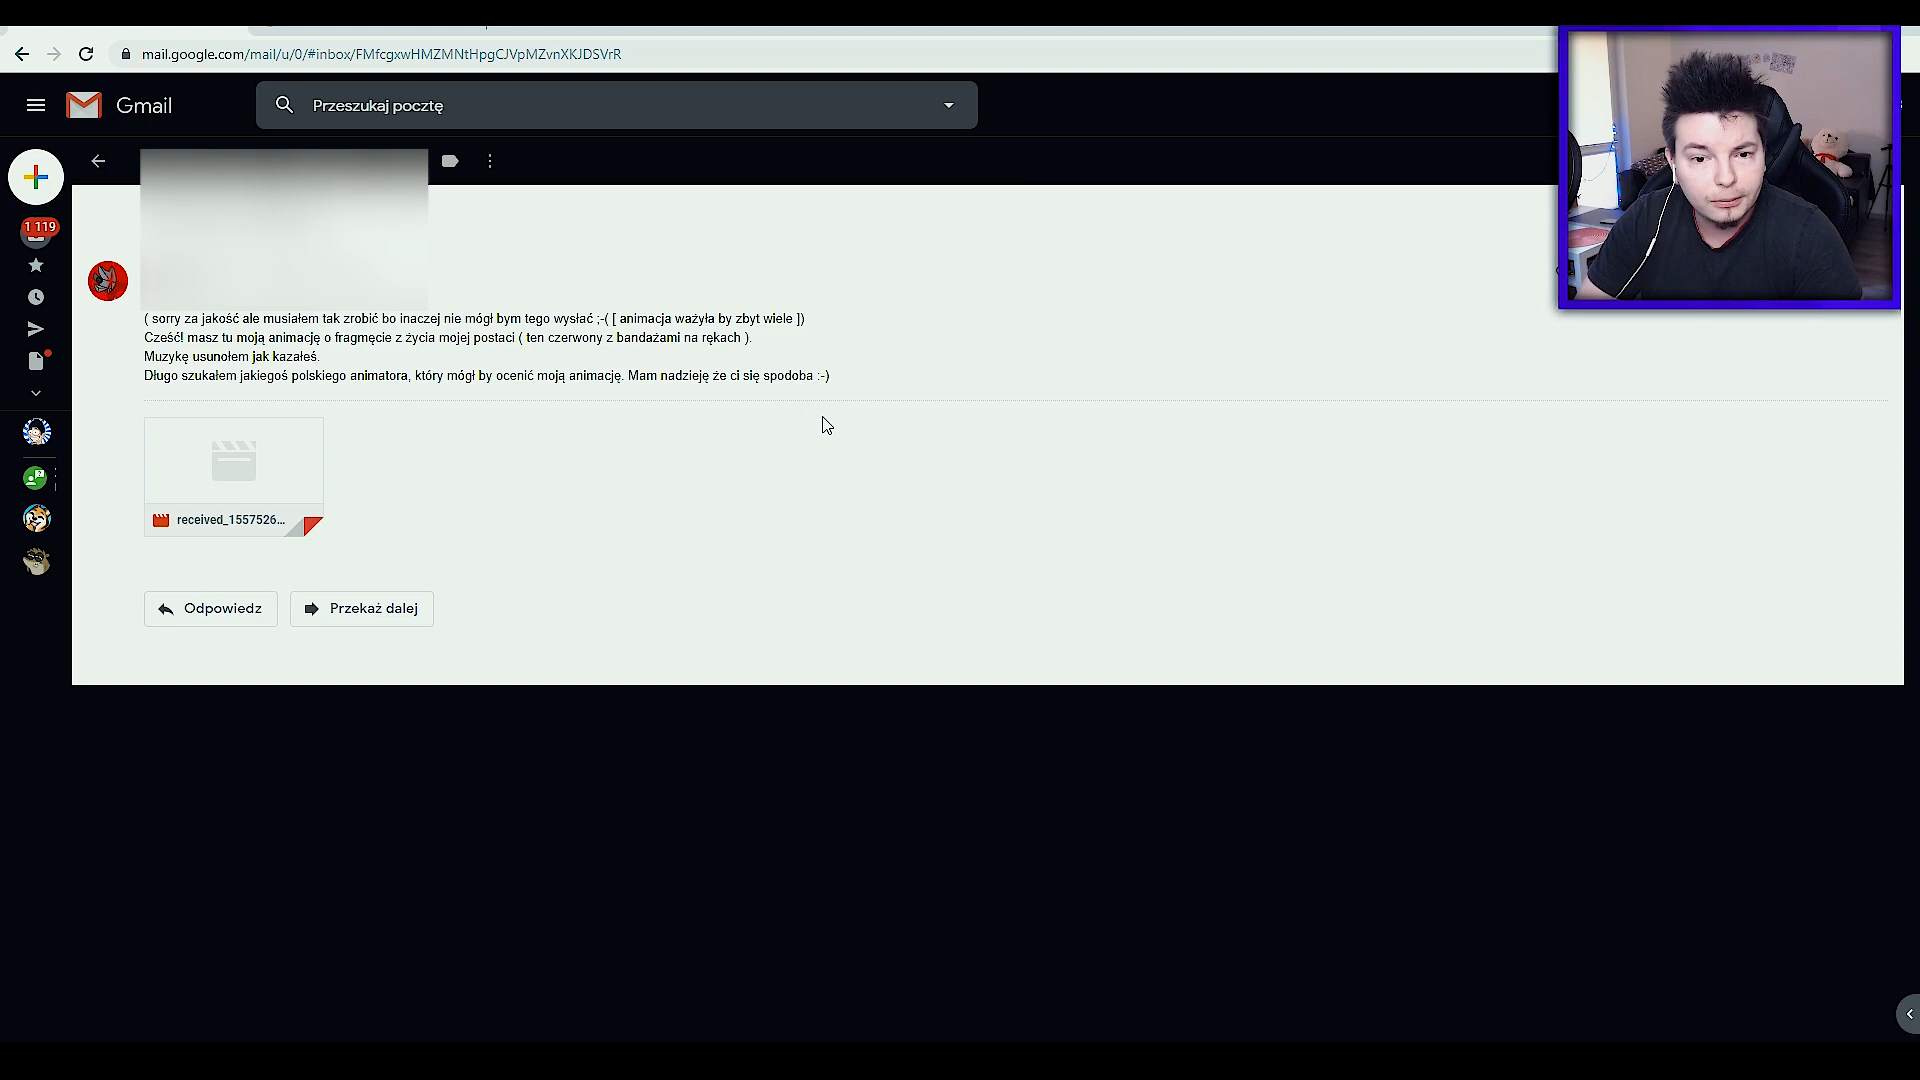 mail.google.com/mail/u/0/#inbox/FMfcgxwHMZMNtHpgCJVpMZvnXKJDSVrR
Gmail
Przeszukaj pocztę
1 119
( sorry za jakość ale musiałem tak zrobić bo inaczej nie mógł bym tego wysłać ;-( [ animacja ważyła by zbyt wiele ])
Cześć! masz tu moją animację o fragmęcie z życia mojej postaci ( ten czerwony z bandażami na rękach ).
Muzykę usunołem jak kazałeś.
Długo szukałem jakiegoś polskiego animatora, który mógł by ocenić moją animację. Mam nadzieję że ci się spodoba :-)
received_1557526...
Odpowiedz
Przekaż dalej